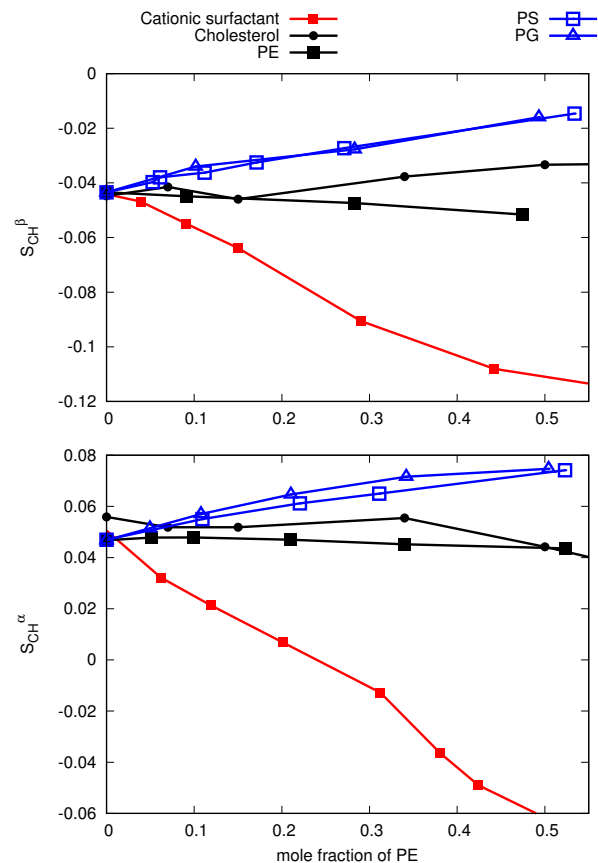 Cationic surfactant
Cholesterol
PE
PS
PG
0
-0.02
-0.04
-0.06
-0.08
-0.1
-0.12
S_CH^β
0 0.1 0.2 0.3 0.4 0.5
0.08
0.06
0.04
0.02
0
-0.02
-0.04
-0.06
S_CH^α
0 0.1 0.2 0.3 0.4 0.5
mole fraction of PE